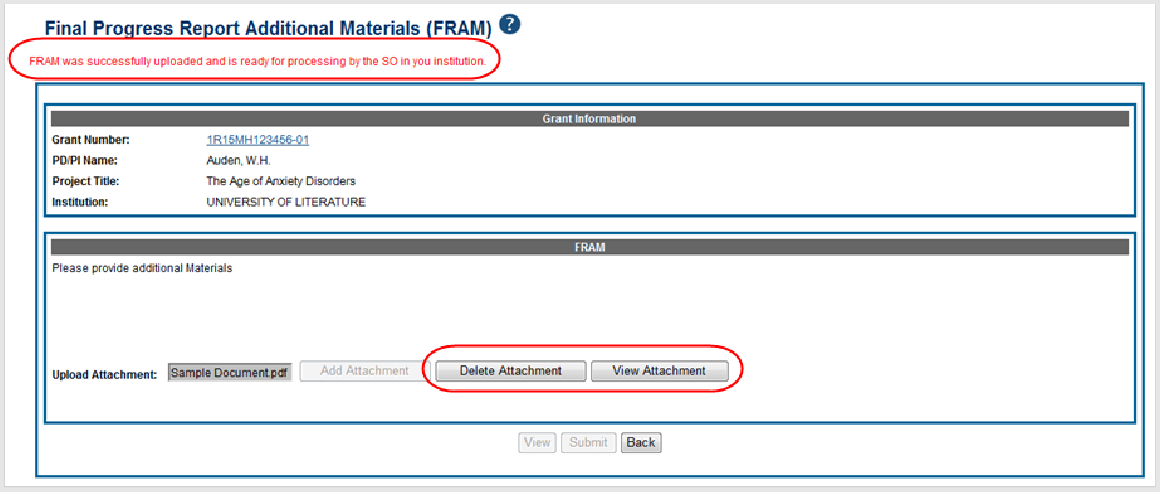 Final Progress Report Additional Materials (FRAM) ?
FRAM was successfully uploaded and is ready for processing by the SO in you institution.
Grant Information
Grant Number: 1R15MH123456-01
PD/PI Name: Auden, W.H.
Project Title: The Age of Anxiety Disorders
Institution: UNIVERSITY OF LITERATURE
FRAM
Please provide additional Materials
Upload Attachment: Sample Document.pdf Add Attachment Delete Attachment View Attachment
View Submit Back